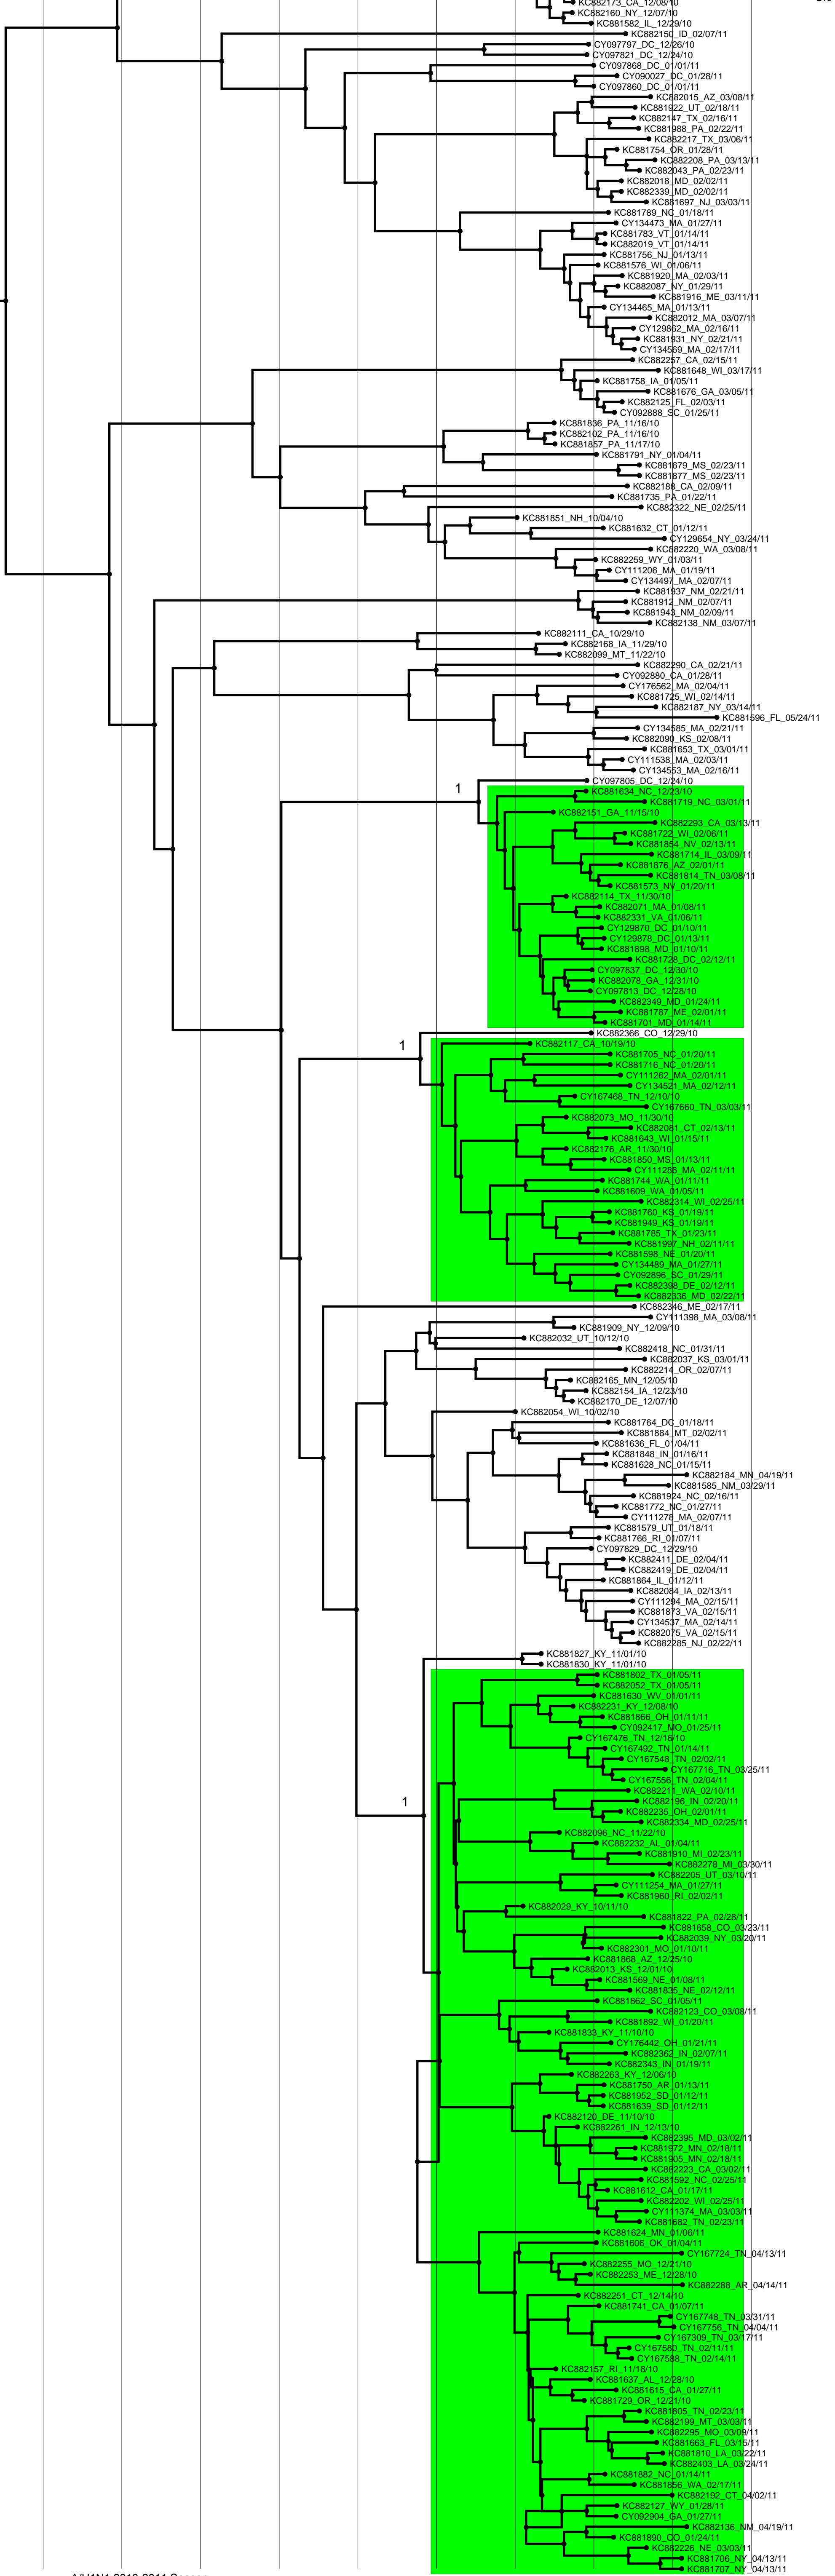 KC882173_CA_12/08/10
KC882160_NY_12/07/10
KC881582_IL_12/29/10
KC882150_ID_02/07/11
CY097797_DC_12/26/10
CY097821_DC_12/24/10
CY097868_DC_01/01/11
CY090027_DC_01/28/11
CY097860_DC_01/01/11
KC882015_AZ_03/08/11
KC881922_UT_02/18/11
KC882147_TX_02/16/11
KC881988_PA_02/22/11
KC882217_TX_03/06/11
KC881754_OR_01/28/11
KC882208_PA_03/13/11
KC882043_PA_02/23/11
KC882018_MD_02/02/11
KC882339_MD_02/02/11
KC881697_NJ_03/03/11
KC881789_NC_01/18/11
CY134473_MA_01/27/11
KC881783_VT_01/14/11
KC882019_VT_01/14/11
KC881756_NJ_01/13/11
KC881576_WI_01/06/11
KC881920_MA_02/03/11
KC882087_NY_01/29/11
KC881916_ME_03/11/11
CY134465_MA_01/13/11
KC882012_MA_03/07/11
CY129862_MA_02/16/11
KC881931_NY_02/21/11
CY134569_MA_02/17/11
KC882257_CA_02/15/11
KC881648_WI_03/17/11
KC881758_IA_01/05/11
KC881676_GA_03/05/11
KC882125_FL_02/03/11
CY092888_SC_01/25/11
KC881836_PA_11/16/10
KC882102_PA_11/16/10
KC881857_PA_11/17/10
KC881791_NY_01/04/11
KC881679_MS_02/23/11
KC881877_MS_02/23/11
KC882188_CA_02/09/11
KC881735_PA_01/22/11
KC882322_NE_02/25/11
KC881851_NH_10/04/10
KC881632_CT_01/12/11
CY129654_NY_03/24/11
KC882220_WA_03/08/11
KC882259_WY_01/03/11
CY111206_MA_01/19/11
CY134497_MA_02/07/11
KC881937_NM_02/21/11
KC881912_NM_02/07/11
KC881943_NM_02/09/11
KC882138_NM_03/07/11
KC882111_CA_10/29/10
KC882168_IA_11/29/10
KC882099_MT_11/22/10
KC882290_CA_02/21/11
CY092880_CA_01/28/11
CY176562_MA_02/04/11
KC881725_WI_02/14/11
KC882187_NY_03/14/11
KC881596_FL_05/24/11
CY134585_MA_02/21/11
KC882090_KS_02/08/11
KC881653_TX_03/01/11
CY111538_MA_02/03/11
CY134553_MA_02/16/11
CY097805_DC_12/24/10
1
KC881634_NC_12/23/10
KC881719_NC_03/01/11
KC882151_GA_11/15/10
KC882293_CA_03/13/11
KC881722_WI_02/06/11
KC881854_NV_02/13/11
KC881714_IL_03/09/11
KC881876_AZ_02/01/11
KC881814_TN_03/08/11
KC881573_NV_01/20/11
KC882114_TX_11/30/10
KC882071_MA_01/08/11
KC882331_VA_01/06/11
CY129870_DC_01/10/11
CY129878_DC_01/13/11
KC881898_MD_01/10/11
KC881728_DC_02/12/11
CY097837_DC_12/30/10
KC882078_GA_12/31/10
CY097813_DC_12/28/10
KC882349_MD_01/24/11
KC881787_ME_02/01/11
KC881701_MD_01/14/11
KC882366_CO_12/29/10
1
KC882117_CA_10/19/10
KC881705_NC_01/20/11
KC881716_NC_01/20/11
CY111262_MA_02/01/11
CY134521_MA_02/12/11
CY167468_TN_12/10/10
CY167660_TN_03/03/11
KC882073_MO_11/30/10
KC882081_CT_02/13/11
KC881643_WI_01/15/11
KC882176_AR_11/30/10
KC881850_MS_01/13/11
CY111286_MA_02/11/11
KC881744_WA_01/11/11
KC881609_WA_01/05/11
KC882314_WI_02/25/11
KC881760_KS_01/19/11
KC881949_KS_01/19/11
KC881785_TX_01/23/11
KC881997_NH_02/11/11
KC881598_NE_01/20/11
CY134489_MA_01/27/11
CY092896_SC_01/29/11
KC882398_DE_02/12/11
KC882336_MD_02/22/11
KC882346_ME_02/17/11
CY111398_MA_03/08/11
KC881909_NY_12/09/10
KC882032_UT_10/12/10
KC882418_NC_01/31/11
KC882037_KS_03/01/11
KC882214_OR_02/07/11
KC882165_MN_12/05/10
KC882154_IA_12/23/10
KC882170_DE_12/07/10
KC882054_WI_10/02/10
KC881764_DC_01/18/11
KC881884_MT_02/02/11
KC881636_FL_01/04/11
KC881848_IN_01/16/11
KC881628_NC_01/15/11
KC882184_MN_04/19/11
KC881585_NM_03/29/11
KC881924_NC_02/16/11
KC881772_NC_01/27/11
CY111278_MA_02/07/11
KC881579_UT_01/18/11
KC881766_RI_01/07/11
CY097829_DC_12/29/10
KC882411_DE_02/04/11
KC882419_DE_02/04/11
KC881864_IL_01/12/11
KC882084_IA_02/13/11
CY111294_MA_02/15/11
KC881873_VA_02/15/11
CY134537_MA_02/14/11
KC882075_VA_02/15/11
KC882285_NJ_02/22/11
KC881827_KY_11/01/10
KC881830_KY_11/01/10
KC881802_TX_01/05/11
KC882052_TX_01/05/11
KC881630_WV_01/01/11
KC882231_KY_12/08/10
KC881866_OH_01/11/11
CY092417_MO_01/25/11
CY167476_TN_12/16/10
CY167492_TN_01/14/11
CY167548_TN_02/02/11
CY167716_TN_03/25/11
CY167556_TN_02/04/11
KC882211_WA_02/10/11
KC882196_IN_02/20/11
1
KC882235_OH_02/01/11
KC882334_MD_02/25/11
KC882096_NC_11/22/10
KC882232_AL_01/04/11
KC881910_MI_02/23/11
KC882278_MI_03/30/11
KC882205_UT_03/10/11
CY111254_MA_01/27/11
KC881960_RI_02/02/11
KC882029_KY_10/11/10
KC881822_PA_02/28/11
KC881658_CO_03/23/11
KC882039_NY_03/20/11
KC882301_MO_01/10/11
KC881868_AZ_12/25/10
KC882013_KS_12/01/10
KC881569_NE_01/08/11
KC881835_NE_02/12/11
KC881862_SC_01/05/11
KC882123_CO_03/08/11
KC881892_WI_01/20/11
KC881833_KY_11/10/10
CY176442_OH_01/21/11
KC882362_IN_02/07/11
KC882343_IN_01/19/11
KC882263_KY_12/06/10
KC881750_AR_01/13/11
KC881952_SD_01/12/11
KC881639_SD_01/12/11
KC882120_DE_11/10/10
KC882261_IN_12/13/10
KC882395_MD_03/02/11
KC881972_MN_02/18/11
KC881905_MN_02/18/11
KC882223_CA_03/02/11
KC881592_NC_02/25/11
KC881612_CA_01/17/11
KC882202_WI_02/25/11
CY111374_MA_03/03/11
KC881682_TN_02/23/11
KC881624_MN_01/06/11
KC881606_OK_01/04/11
CY167724_TN_04/13/11
KC882255_MO_12/21/10
KC882253_ME_12/28/10
KC882288_AR_04/14/11
KC882251_CT_12/14/10
KC881741_CA_01/07/11
CY167748_TN_03/31/11
CY167756_TN_04/04/11
CY167309_TN_03/17/11
CY167580_TN_02/11/11
CY167588_TN_02/14/11
KC882157_RI_11/18/10
KC881637_AL_12/28/10
KC881615_CA_01/27/11
KC881729_OR_12/21/10
KC881805_TN_02/23/11
KC882199_MT_03/03/11
KC882295_MO_03/09/11
KC881663_FL_03/15/11
KC881810_LA_03/22/11
KC882403_LA_03/24/11
KC881882_NC_01/14/11
KC881856_WA_02/17/11
KC882192_CT_04/02/11
KC882127_WY_01/28/11
CY092904_GA_01/27/11
KC882136_NM_04/19/11
KC881890_CO_01/24/11
KC882226_NE_03/03/11
KC881706_NY_04/13/11
KC881707_NY_04/13/11